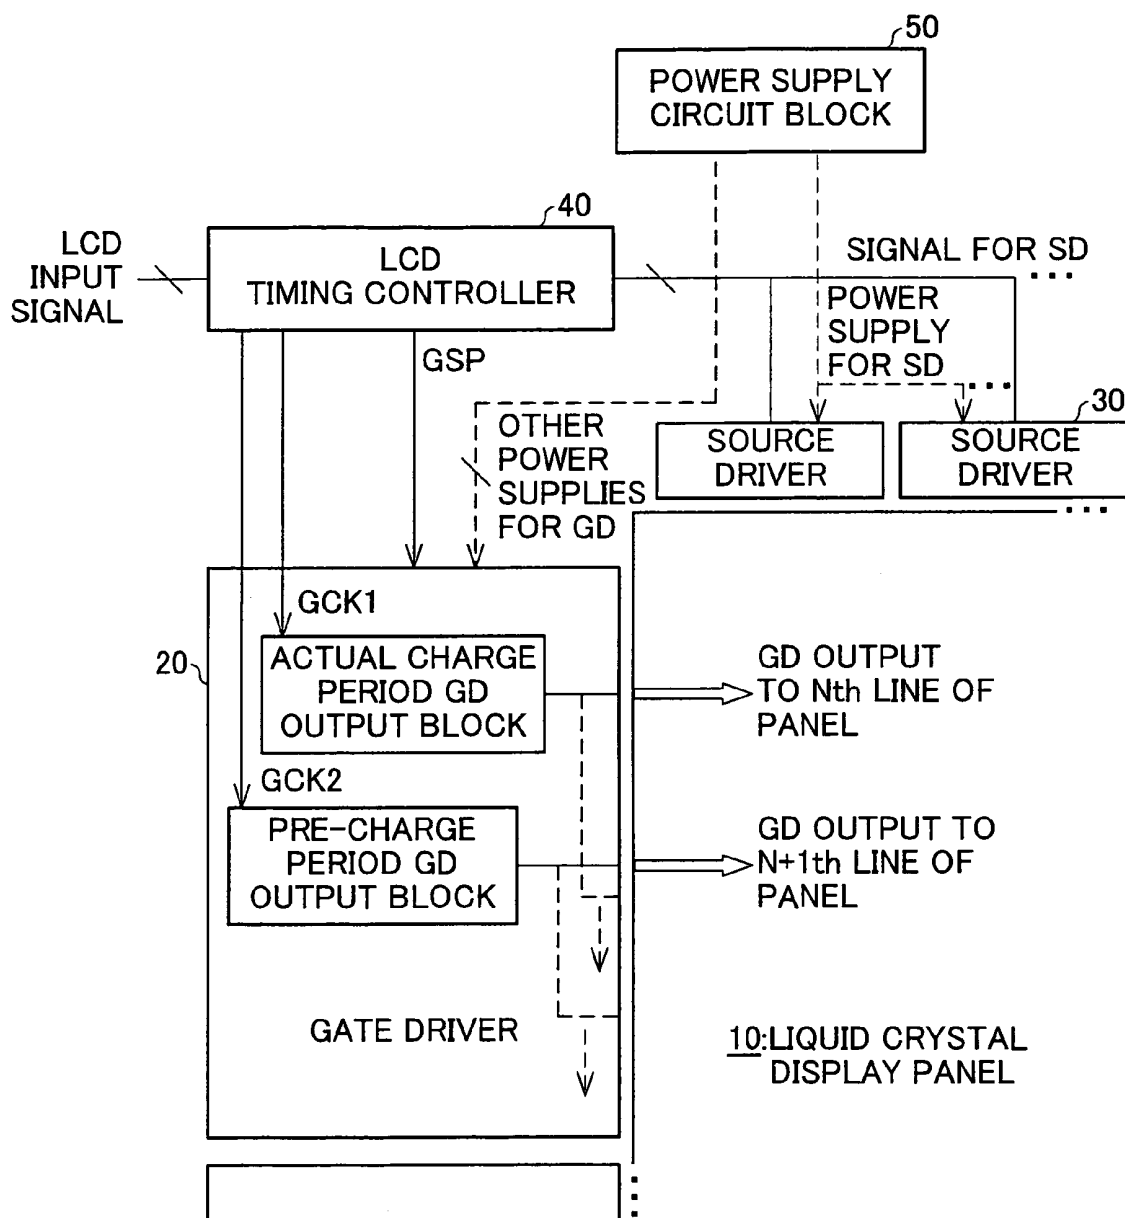 50
POWER SUPPLY
CIRCUIT BLOCK
40
LCD
INPUT
SIGNAL
LCD
TIMING CONTROLLER
SIGNAL FOR SD
POWER
SUPPLY
FOR SD
GSP
30
OTHER
POWER
SUPPLIES
FOR GD
SOURCE
DRIVER
SOURCE
DRIVER
GCK1
20
ACTUAL CHARGE
PERIOD GD
OUTPUT BLOCK
GD OUTPUT
TO Nth LINE OF
PANEL
GCK2
PRE-CHARGE
PERIOD GD
OUTPUT BLOCK
GD OUTPUT TO
N+1th LINE OF
PANEL
GATE DRIVER
10:LIQUID CRYSTAL
DISPLAY PANEL